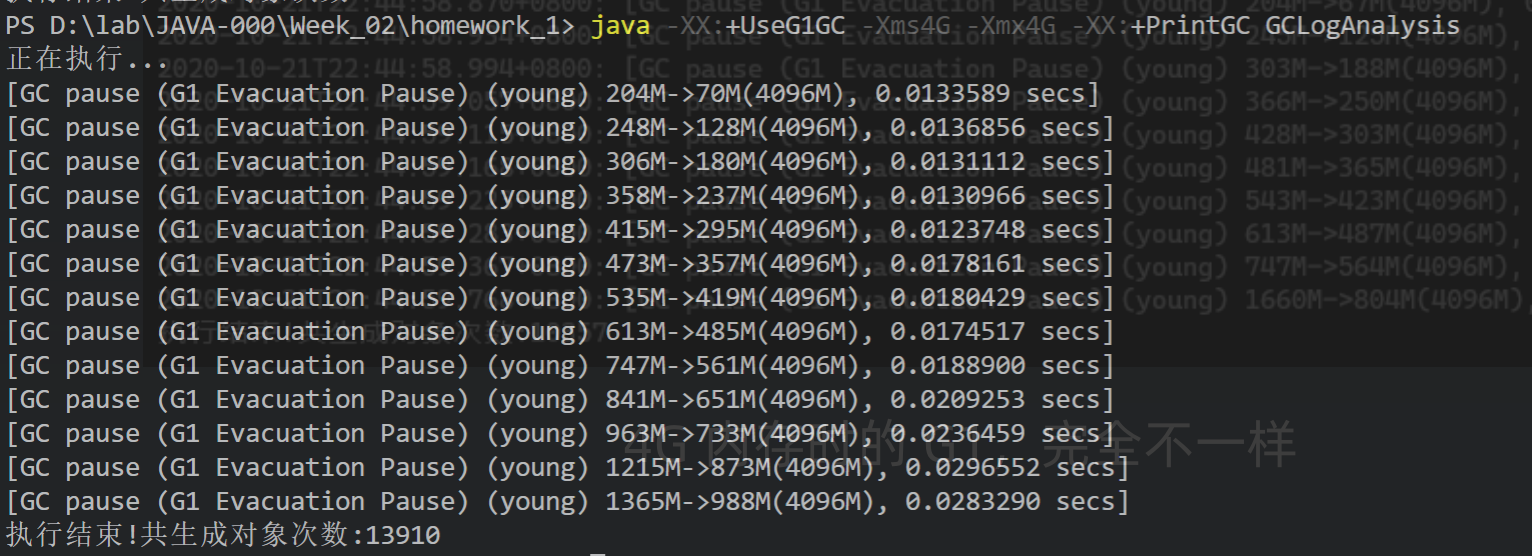 PS D:\lab\JAVA-000\Week_02\homework_1> java -XX:+UseG1GC -Xms4G -Xmx4G -XX:+PrintGC GCLogAnalysis
正在执行...
[GC pause (G1 Evacuation Pause) (young) 204M->70M(4096M), 0.0133589 secs]
[GC pause (G1 Evacuation Pause) (young) 248M->128M(4096M), 0.0136856 secs]
[GC pause (G1 Evacuation Pause) (young) 306M->180M(4096M), 0.0131112 secs]
[GC pause (G1 Evacuation Pause) (young) 358M->237M(4096M), 0.0130966 secs]
[GC pause (G1 Evacuation Pause) (young) 415M->295M(4096M), 0.0123748 secs]
[GC pause (G1 Evacuation Pause) (young) 473M->357M(4096M), 0.0178161 secs]
[GC pause (G1 Evacuation Pause) (young) 535M->419M(4096M), 0.0180429 secs]
[GC pause (G1 Evacuation Pause) (young) 613M->485M(4096M), 0.0174517 secs]
[GC pause (G1 Evacuation Pause) (young) 747M->561M(4096M), 0.0188900 secs]
[GC pause (G1 Evacuation Pause) (young) 841M->651M(4096M), 0.0209253 secs]
[GC pause (G1 Evacuation Pause) (young) 963M->733M(4096M), 0.0236459 secs]
[GC pause (G1 Evacuation Pause) (young) 1215M->873M(4096M), 0.0296552 secs]
[GC pause (G1 Evacuation Pause) (young) 1365M->988M(4096M), 0.0283290 secs]
执行结束!共生成对象次数:13910